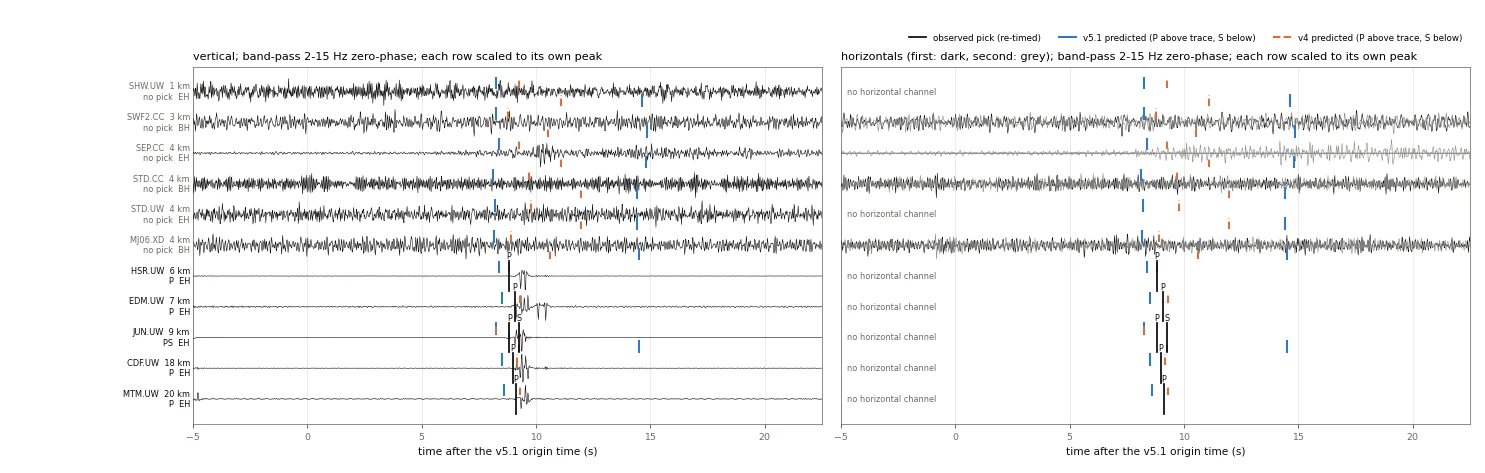 observed pick (re-timed)
v5.1 predicted (P above trace, S below)
v4 predicted (P above trace, S below)
vertical; band-pass 2-15 Hz zero-phase; each row scaled to its own peak
horizontals (first: dark, second: grey); band-pass 2-15 Hz zero-phase; each row scaled to its own peak
SHW.UW 1 km
no pick EH
no horizontal channel
SWF2.CC 3 km
no pick BH
SEP.CC 4 km
no pick EH
STD.CC 4 km
no pick BH
STD.UW 4 km
no pick EH
no horizontal channel
MJ06.XD 4 km
no pick BH
P
P
HSR.UW 6 km
P EH
no horizontal channel
P
P
EDM.UW 7 km
P EH
no horizontal channel
P S
P S
JUN.UW 9 km
PS EH
no horizontal channel
P
P
CDF.UW 18 km
P EH
no horizontal channel
P
P
MTM.UW 20 km
P EH
no horizontal channel
−5 0 5 10 15 20
−5 0 5 10 15 20
time after the v5.1 origin time (s)
time after the v5.1 origin time (s)